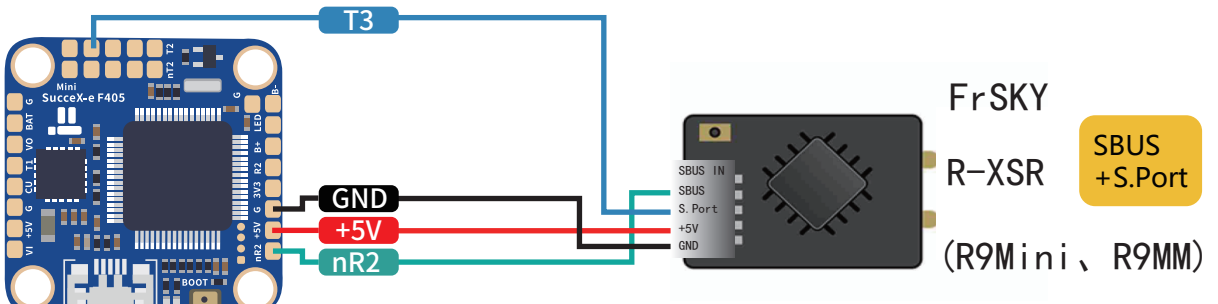 T3
T2
nT2
Mini
SucceX-e F405
G
BAT
VO
T1
CU
G
+5V
VI
G
B-
LED
B+
R2
3V3
G
+5V
nR2
BOOT
GND
+5V
nR2
SBUS IN
SBUS
S.Port
+5V
GND
FrSKY
R-XSR
(R9Mini、R9MM)
SBUS
+S.Port